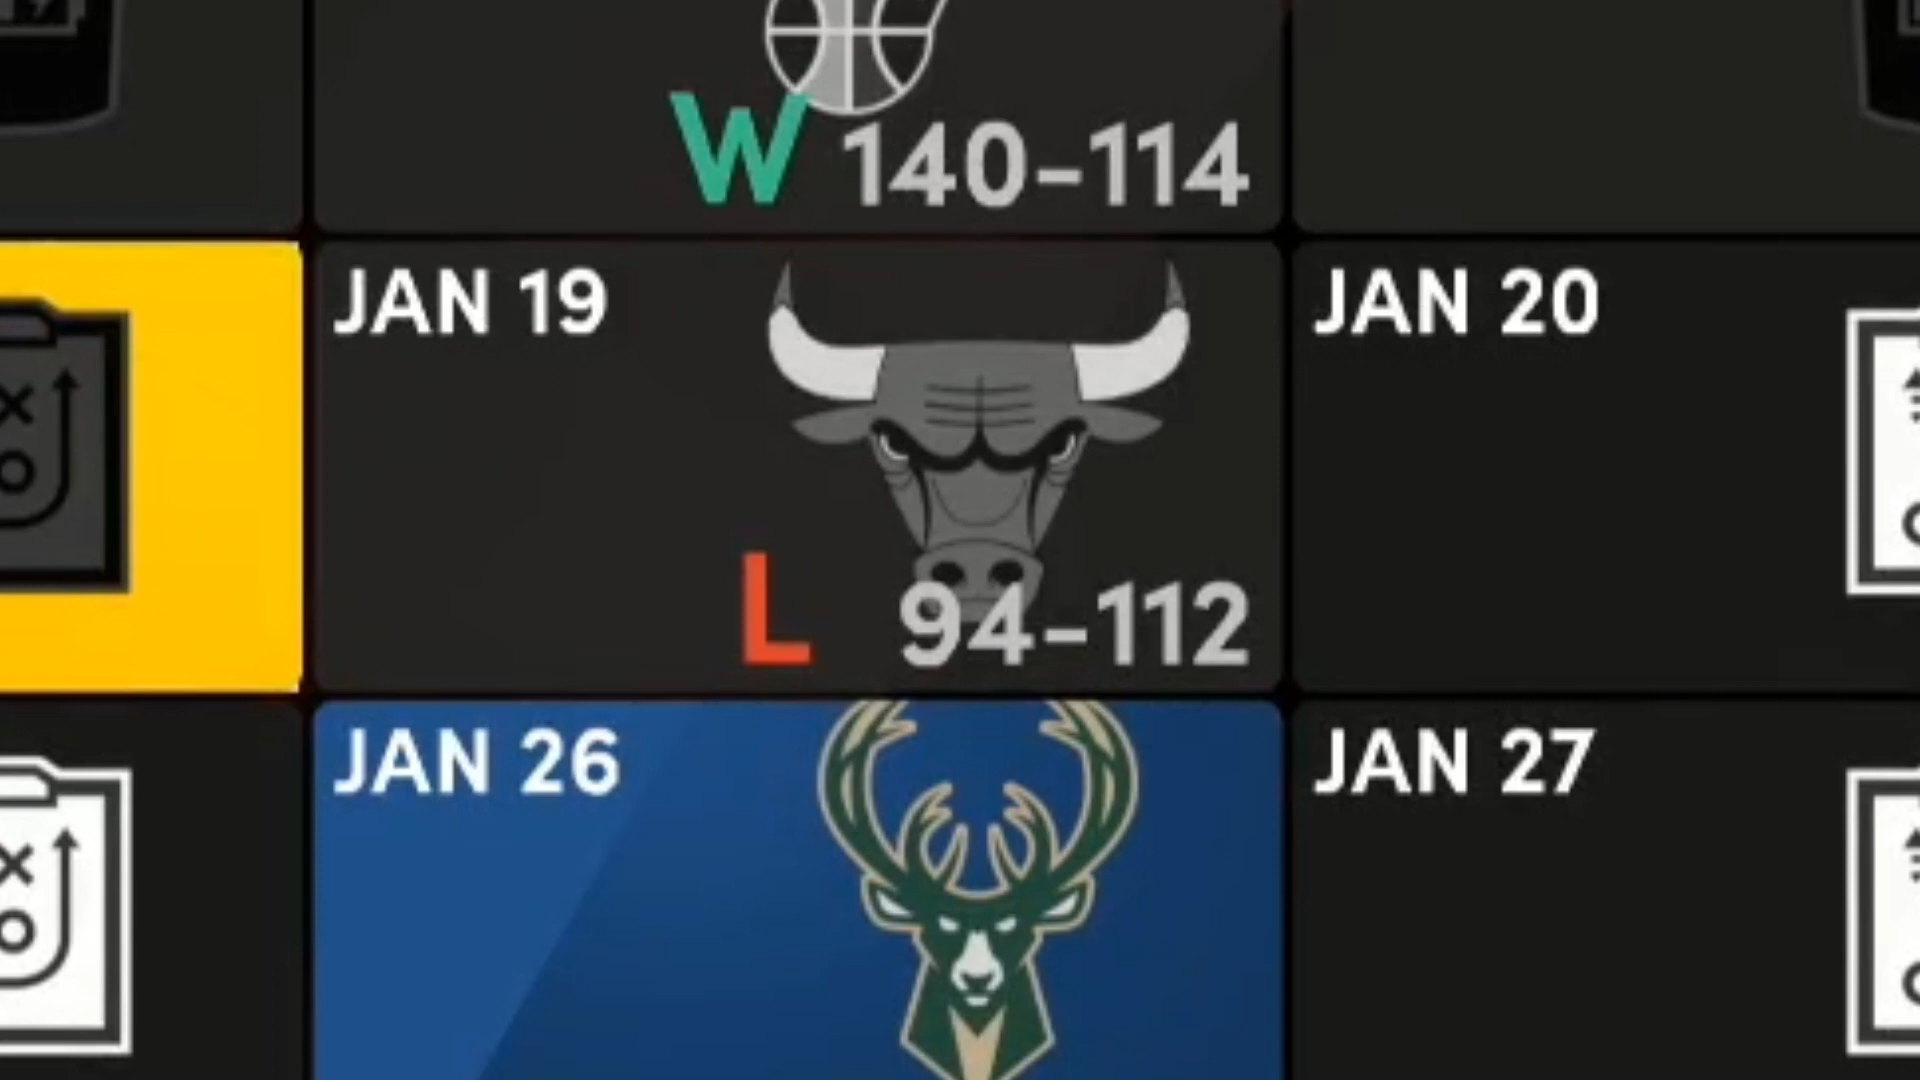 W 140-114
JAN 19
JAN 20
X
O
L 94-112
JAN 26
JAN 27
X
O